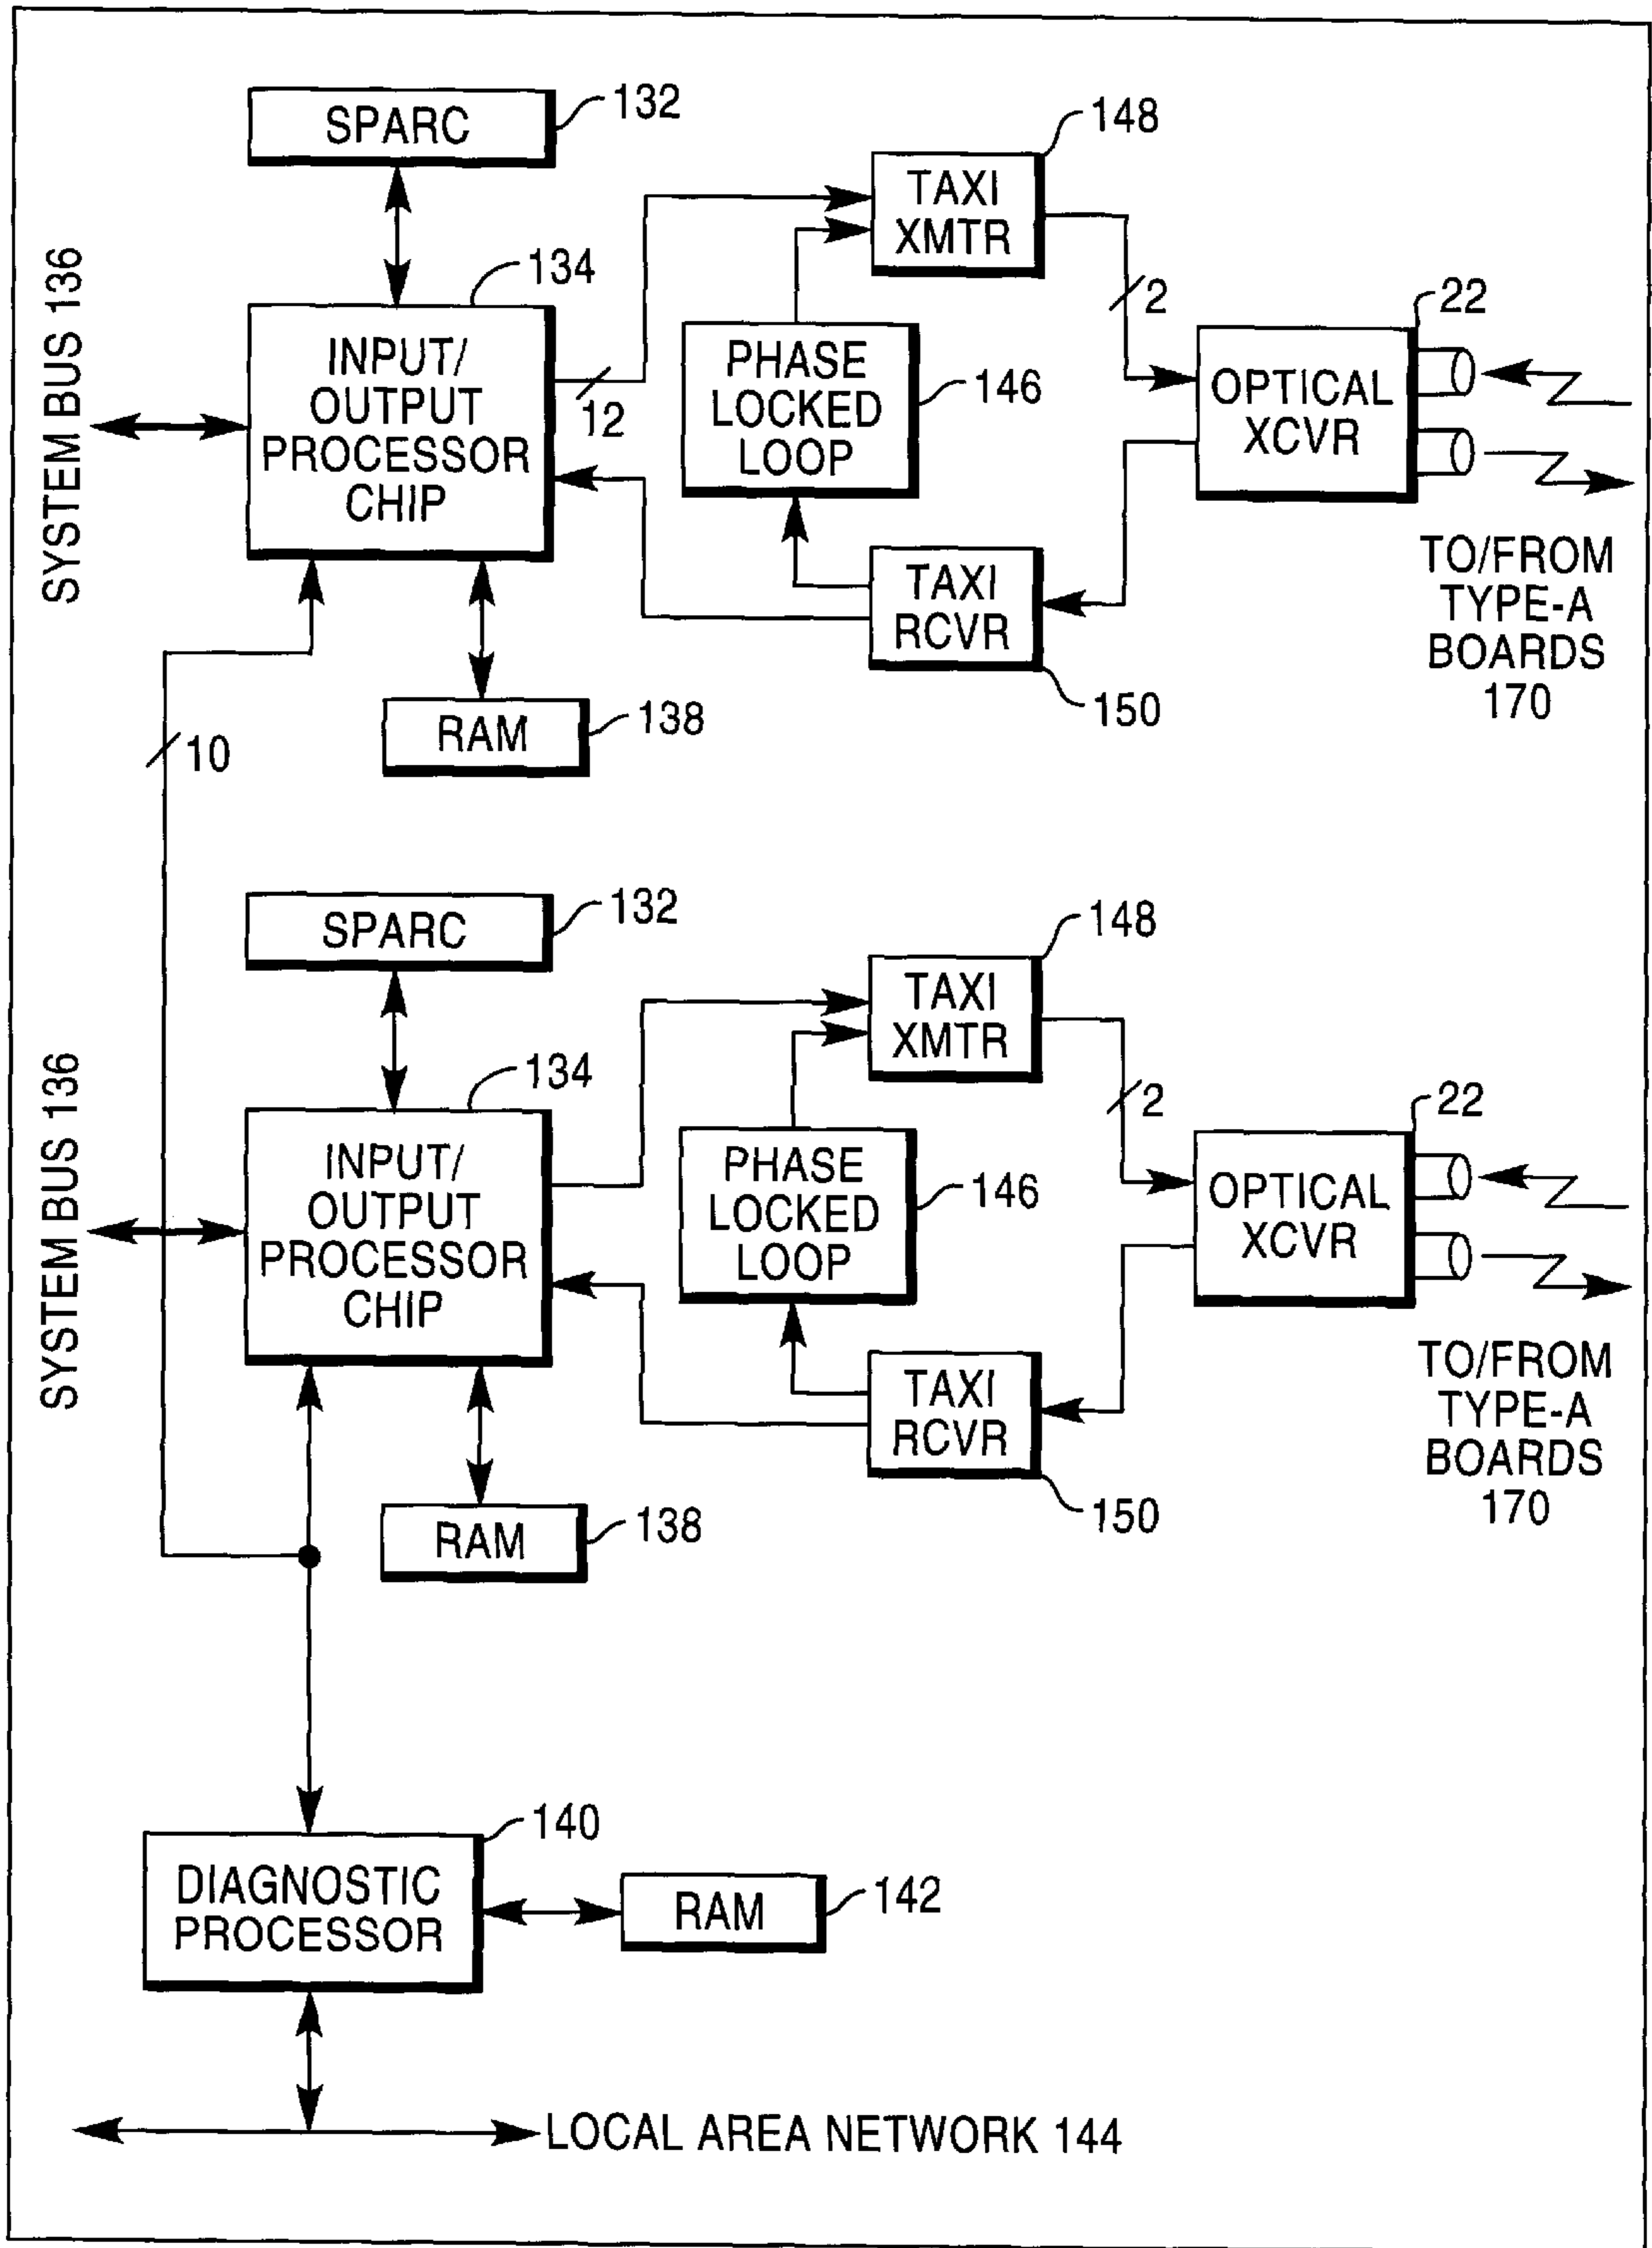 SPARC
132
134
SYSTEM BUS 136
INPUT/
OUTPUT
PROCESSOR
CHIP
12
TAXI
XMTR
148
2
PHASE
LOCKED
LOOP
146
OPTICAL
XCVR
22
TAXI
RCVR
150
TO/FROM
TYPE-A
BOARDS
170
RAM
138
10
SPARC
132
134
SYSTEM BUS 136
INPUT/
OUTPUT
PROCESSOR
CHIP
TAXI
XMTR
148
2
PHASE
LOCKED
LOOP
146
OPTICAL
XCVR
22
TAXI
RCVR
150
TO/FROM
TYPE-A
BOARDS
170
RAM
138
DIAGNOSTIC
PROCESSOR
140
RAM
142
LOCAL AREA NETWORK 144